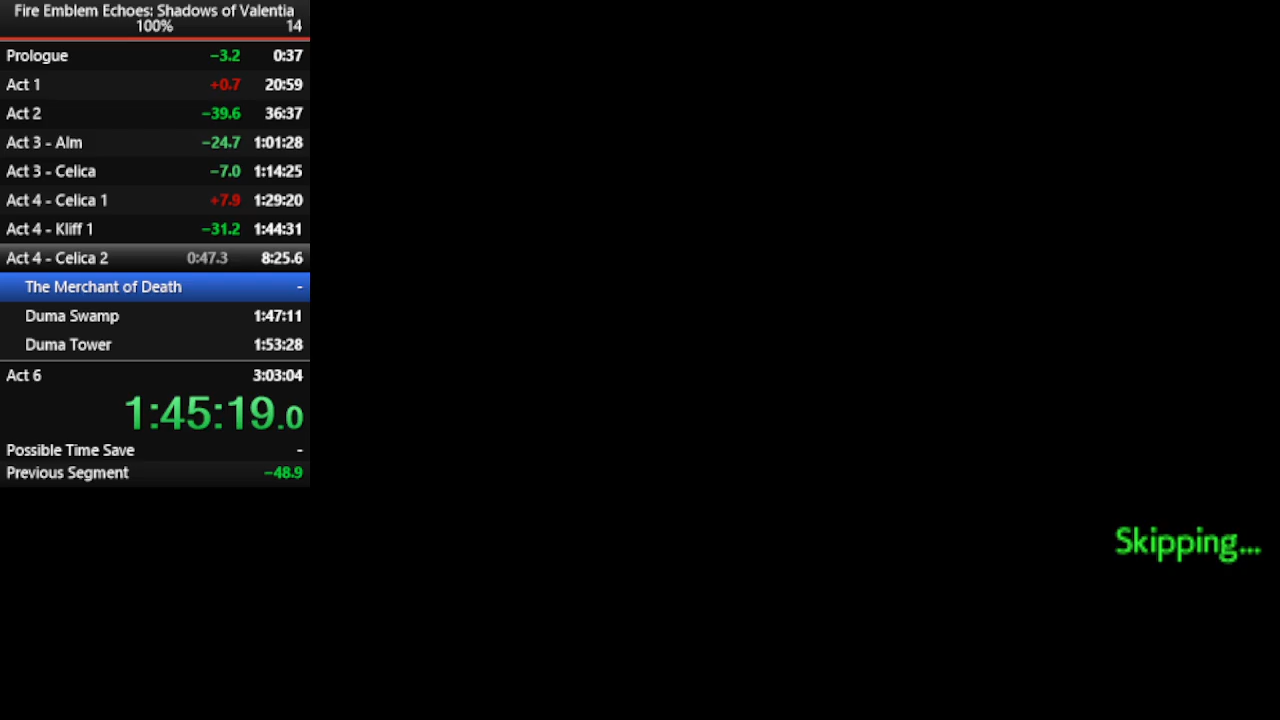 Fire Emblem Echoes: Shadows of Valentia
100% 14
Prologue −3.2 0:37
Act 1 +0.7 20:59
Act 2 −39.6 36:37
Act 3 - Alm −24.7 1:01:28
Act 3 - Celica −7.0 1:14:25
Act 4 - Celica 1 +7.9 1:29:20
Act 4 - Kliff 1 −31.2 1:44:31
Act 4 - Celica 2 0:47.3 8:25.6
The Merchant of Death -
Duma Swamp 1:47:11
Duma Tower 1:53:28
Act 6 3:03:04
1:45:19.0
Possible Time Save -
Previous Segment −48.9
Skipping...